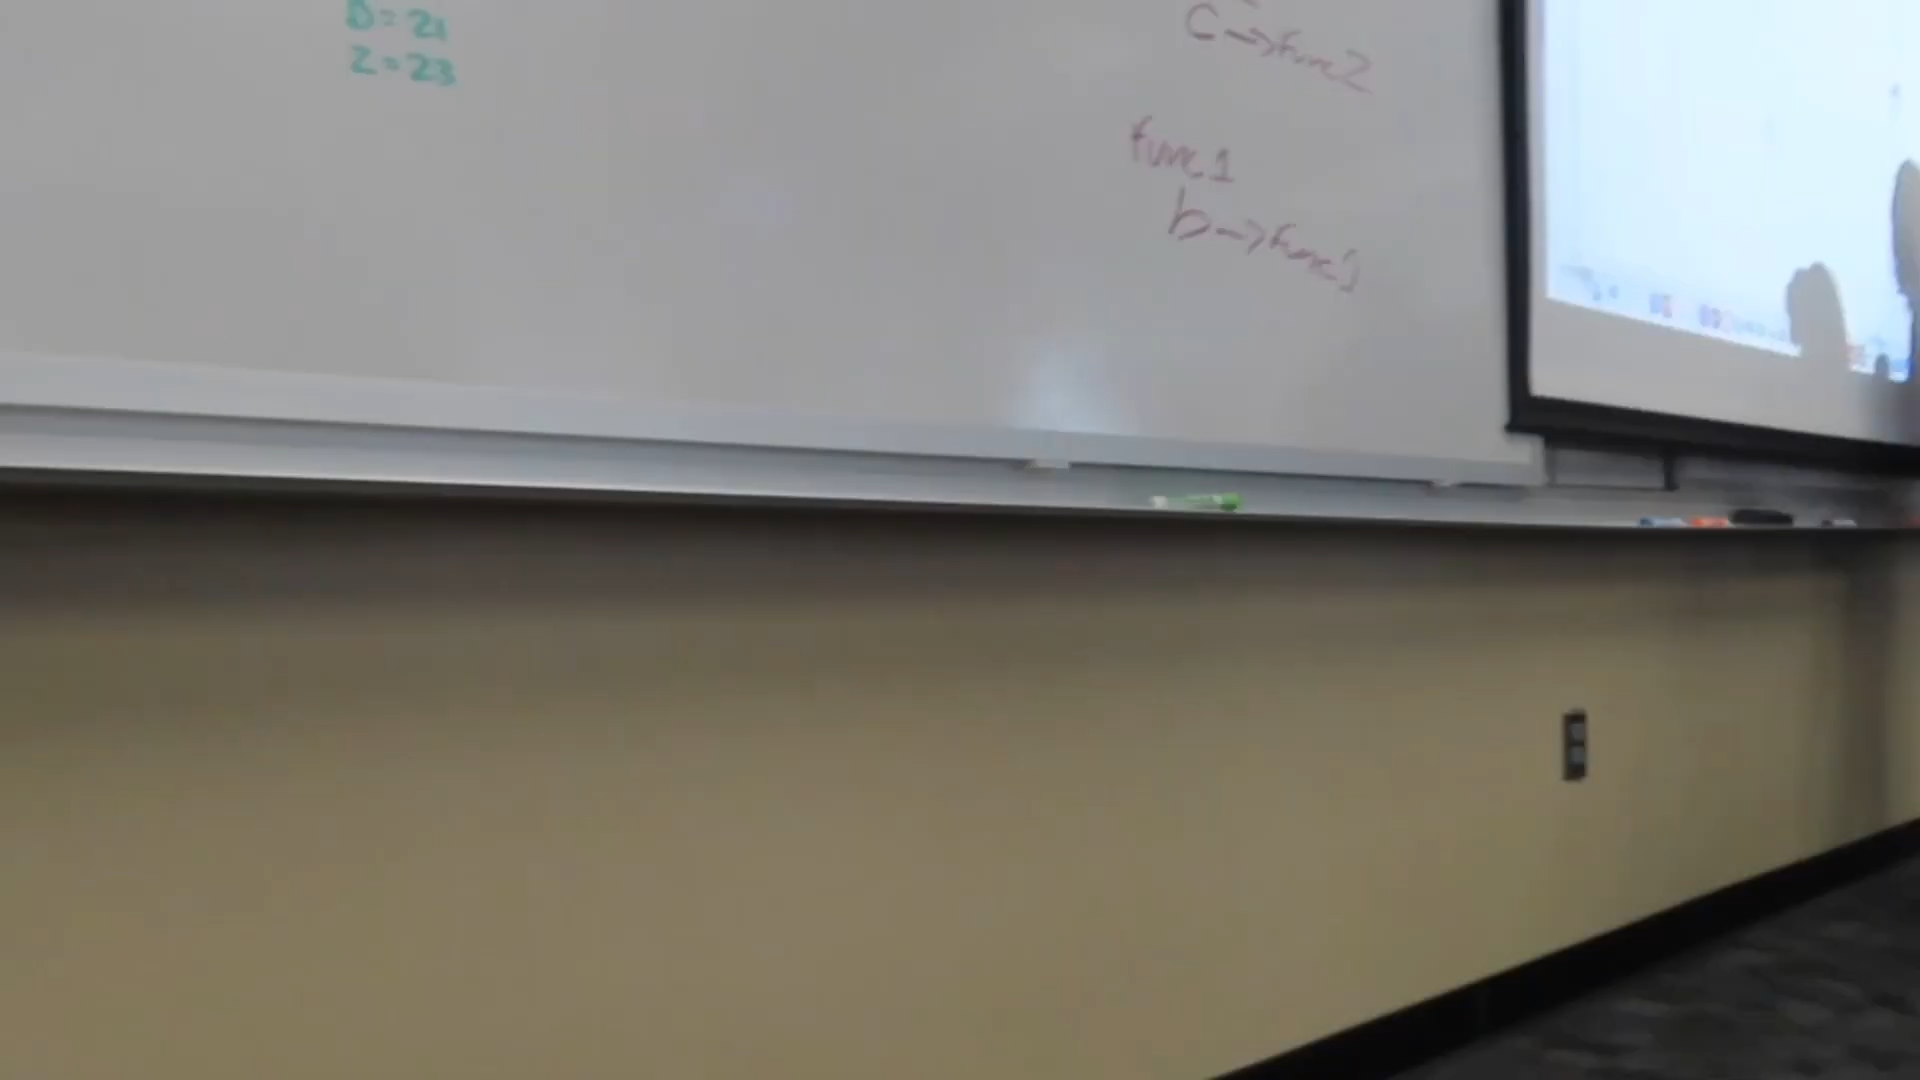 B = 21
Z = 23
C → func2
func1
b → func1